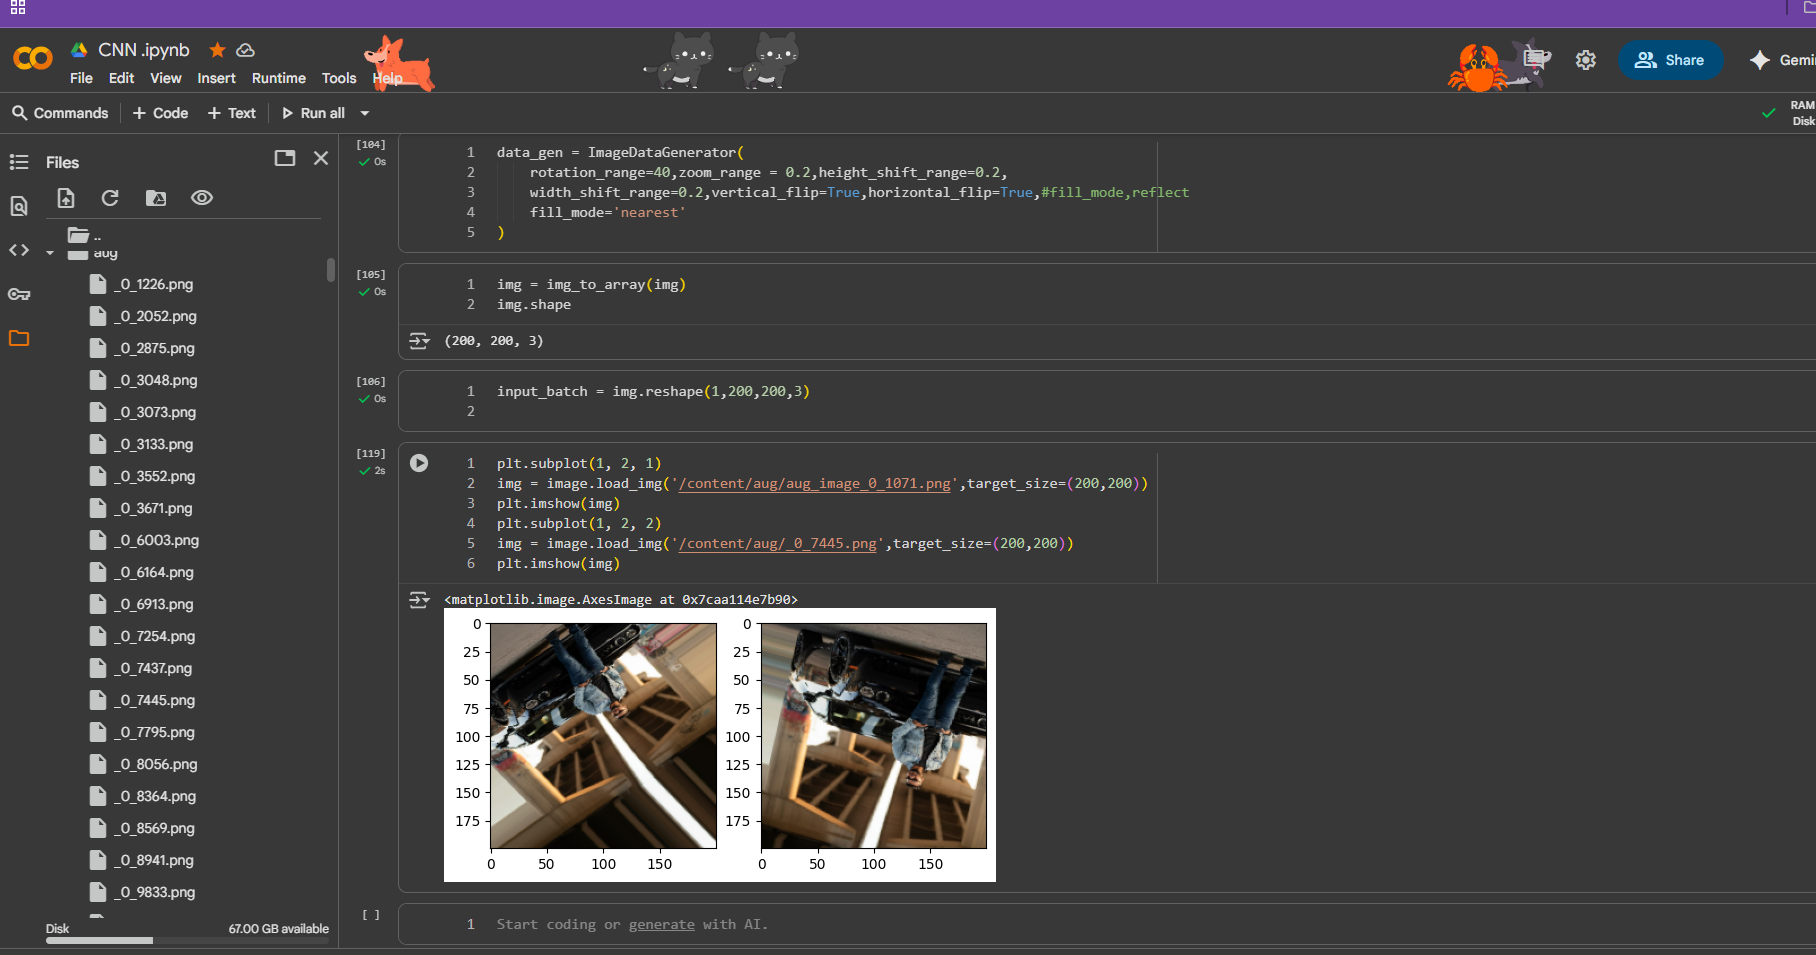 CNN .ipynb
File Edit View Insert Runtime Tools Help
Share
Gemi
Commands + Code + Text Run all
RAM
Disk
Files
..
aug
_0_1226.png
_0_2052.png
_0_2875.png
_0_3048.png
_0_3073.png
_0_3133.png
_0_3552.png
_0_3671.png
_0_6003.png
_0_6164.png
_0_6913.png
_0_7254.png
_0_7437.png
_0_7445.png
_0_7795.png
_0_8056.png
_0_8364.png
_0_8569.png
_0_8941.png
_0_9833.png
Disk 67.00 GB available
[104]
0s
1 data_gen = ImageDataGenerator(
2 rotation_range=40,zoom_range = 0.2,height_shift_range=0.2,
3 width_shift_range=0.2,vertical_flip=True,horizontal_flip=True,#fill_mode,reflect
4 fill_mode='nearest'
5 )
[105]
0s
1 img = img_to_array(img)
2 img.shape
(200, 200, 3)
[106]
0s
1 input_batch = img.reshape(1,200,200,3)
2
[119]
2s
1 plt.subplot(1, 2, 1)
2 img = image.load_img('/content/aug/aug_image_0_1071.png',target_size=(200,200))
3 plt.imshow(img)
4 plt.subplot(1, 2, 2)
5 img = image.load_img('/content/aug/_0_7445.png',target_size=(200,200))
6 plt.imshow(img)
<matplotlib.image.AxesImage at 0x7caa114e7b90>
0
25
50
75
100
125
150
175
0 50 100 150
0
25
50
75
100
125
150
175
0 50 100 150
[ ]
1 Start coding or generate with AI.